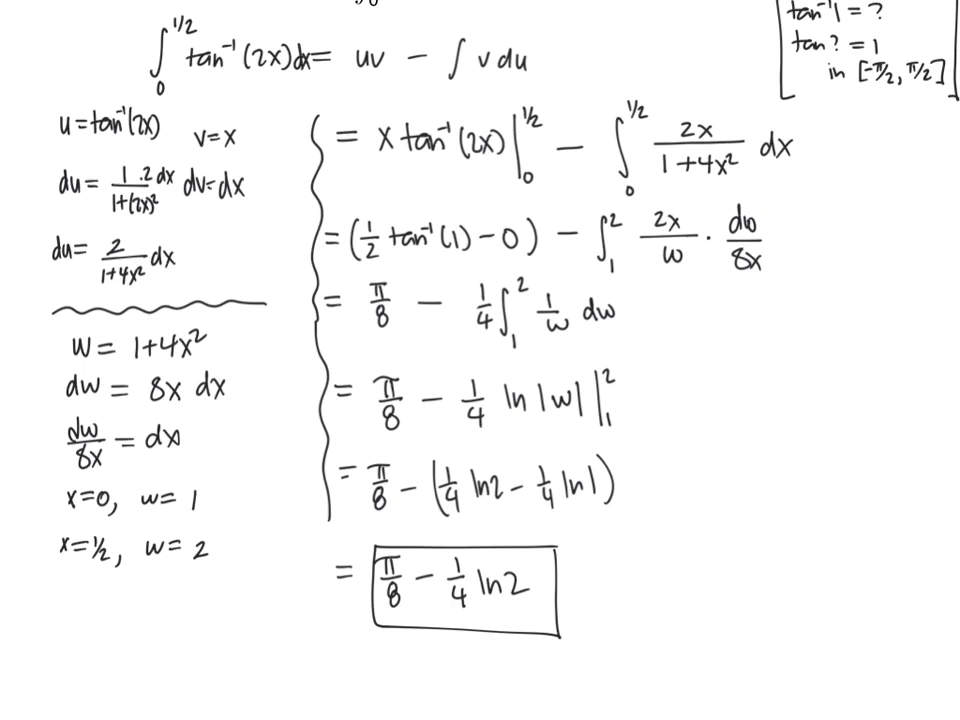 tan⁻¹1 = ?
tan? = 1
in [-π/2, π/2]
∫₀^{1/2} tan⁻¹(2x)dx = uv - ∫ v du
u = tan⁻¹(2x) v = x
du = 1/(1+(2x)²) · 2 dx dv = dx
du = 2/(1+4x²) dx
w = 1+4x²
dw = 8x dx
dw/8x = dx
x=0, w= 1
x=½, w= 2
= x tan⁻¹(2x)|₀^{1/2} - ∫₀^{1/2} 2x/(1+4x²) dx
= (½ tan⁻¹(1) - 0) - ∫₁² 2x/w · dw/8x
= π/8 - ¼ ∫₁² 1/w dw
= π/8 - ¼ ln|w| |₁²
= π/8 - (¼ ln2 - ¼ ln1)
= π/8 - ¼ ln2